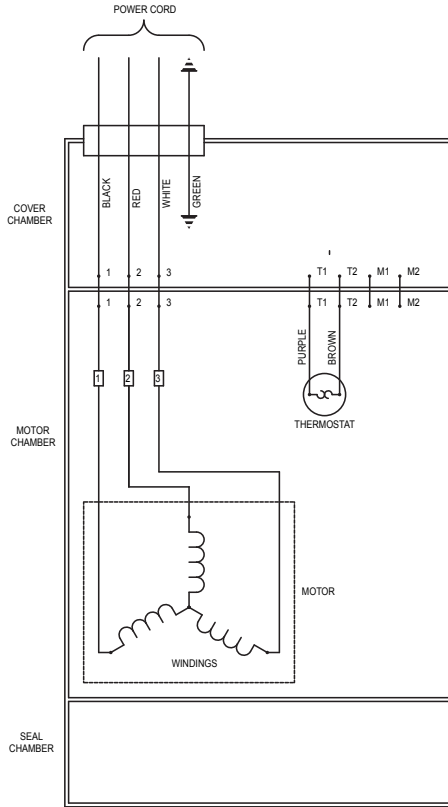 POWER CORD
BLACK
RED
WHITE
GREEN
COVER
CHAMBER
1 2 3 T1 T2 M1 M2
1 2 3 T1 T2 M1 M2
PURPLE
BROWN
1 2 3
THERMOSTAT
MOTOR
CHAMBER
MOTOR
WINDINGS
SEAL
CHAMBER